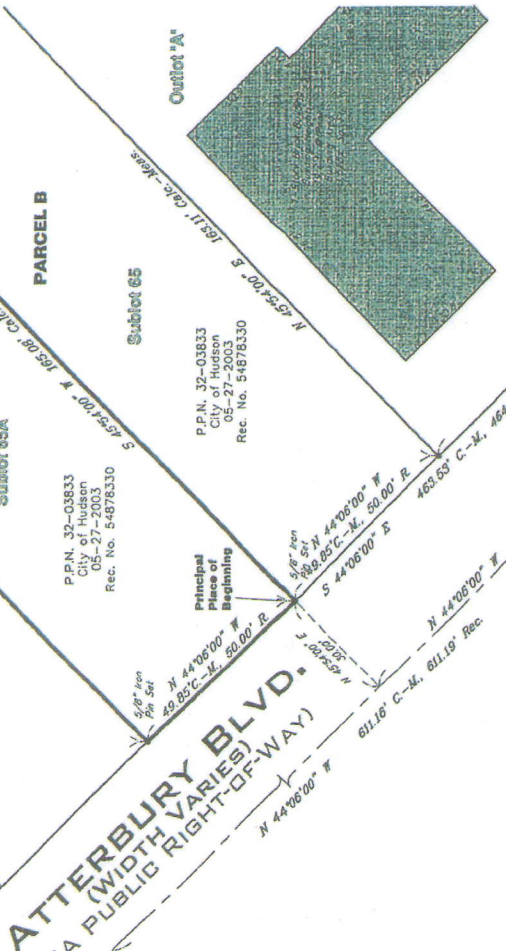 Outlot "A"
PARCEL B
N 45°54'00" E 163.11' Calc.-Meas.
Sublot 65
S 45°54'00" W 165.08' Calc.
P.P.N. 32-03833
City of Hudson
05-27-2003
Rec. No. 54878330
Sublot 65A
P.P.N. 32-03833
City of Hudson
05-27-2003
Rec. No. 54878330
Principal
Place of
Beginning
5/8" Iron
Pin Set
N 44°06'00" W
49.85' C.-M., 50.00' R
5/8" Iron
Pin Set
N 44°06'00" W
49.85' C.-M., 50.00' R
S 44°06'00" E
463.53' C.-M., 464
N 45°54'00" E
30.00'
ATTERBURY BLVD.
(WIDTH VARIES)
(A PUBLIC RIGHT-OF-WAY)
N 44°06'00" W
611.16' C.-M., 611.19' Rec.
N 44°06'00" W